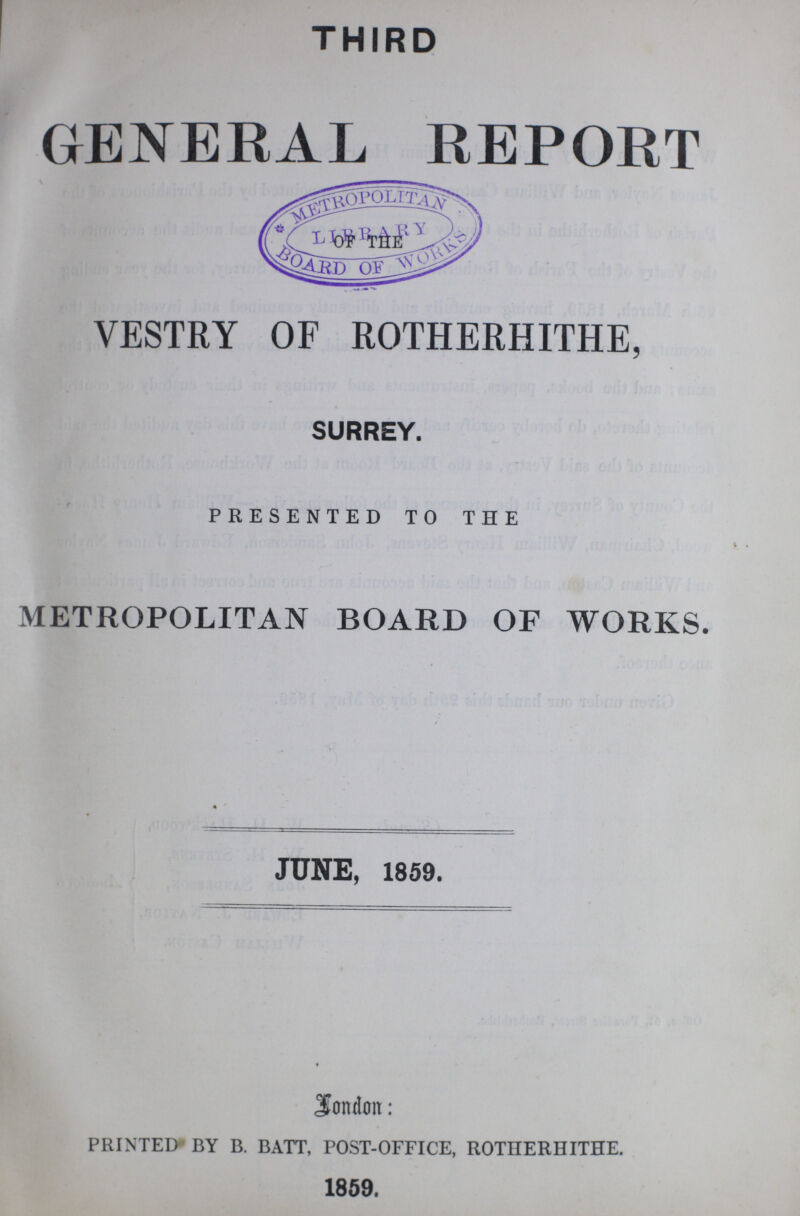 THIRD
GENERAL REPORT
METROPOLITAN
LIBRARY
OF THE
BOARD OF WORKS
VESTRY OF ROTHERHITHE,
SURREY.
PRESENTED TO THE
METROPOLITAN BOARD OF WORKS.
JUNE, 1859.
London:
PRINTED BY B. BATT, POST-OFFICE, ROTHERHITHE.
1859.